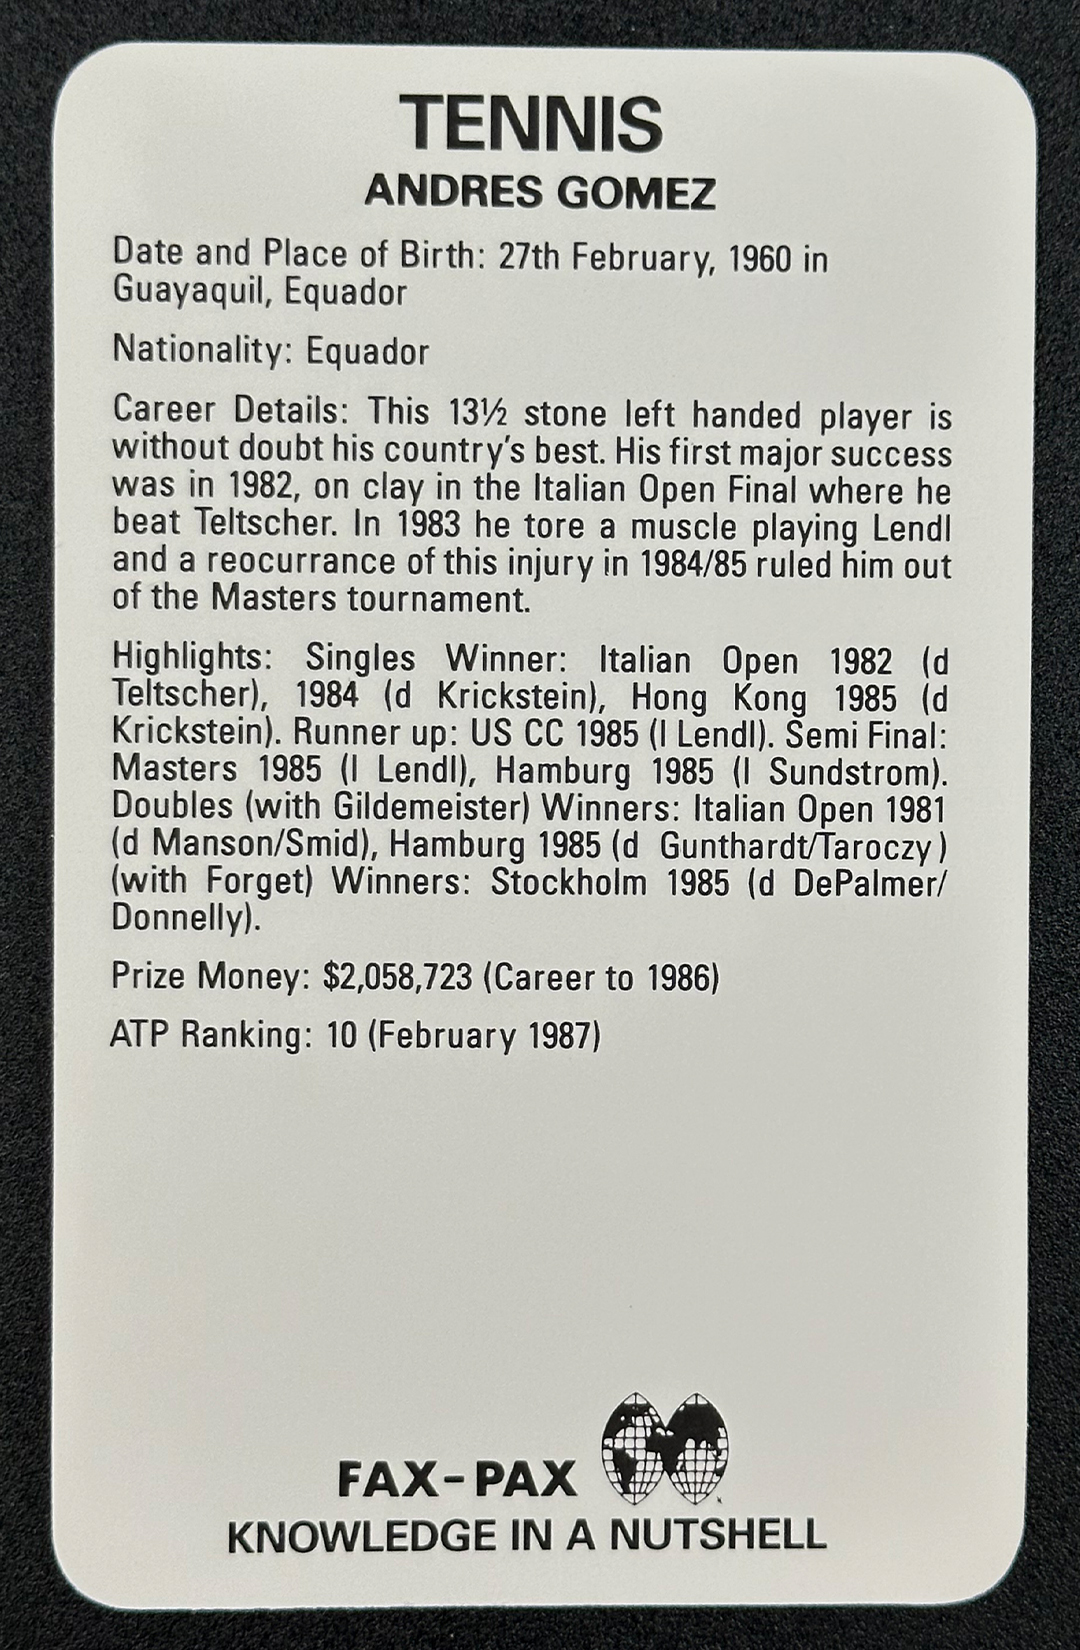 TENNIS
ANDRES GOMEZ
Date and Place of Birth: 27th February, 1960 in
Guayaquil, Equador
Nationality: Equador
Career Details: This 13½ stone left handed player is
without doubt his country's best. His first major success
was in 1982, on clay in the Italian Open Final where he
beat Teltscher. In 1983 he tore a muscle playing Lendl
and a reocurrance of this injury in 1984/85 ruled him out
of the Masters tournament.
Highlights: Singles Winner: Italian Open 1982 (d
Teltscher), 1984 (d Krickstein), Hong Kong 1985 (d
Krickstein). Runner up: US CC 1985 (l Lendl). Semi Final:
Masters 1985 (l Lendl), Hamburg 1985 (l Sundstrom).
Doubles (with Gildemeister) Winners: Italian Open 1981
(d Manson/Smid), Hamburg 1985 (d Gunthardt/Taroczy)
(with Forget) Winners: Stockholm 1985 (d DePalmer/
Donnelly).
Prize Money: $2,058,723 (Career to 1986)
ATP Ranking: 10 (February 1987)
FAX-PAX
KNOWLEDGE IN A NUTSHELL